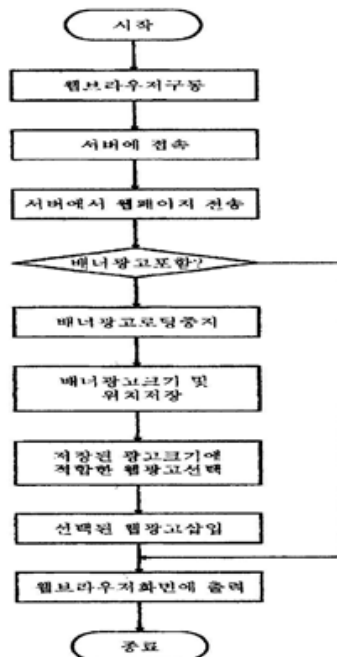 시작
웹브라우저구동
서버에 접속
서버에서 웹페이지 전송
배너광고포함?
배너광고로딩중지
배너광고크기 및
위치저장
저장된 광고크기에
적합한 웹광고선택
선택된 웹광고삽입
웹브라우저화면에 출력
종료